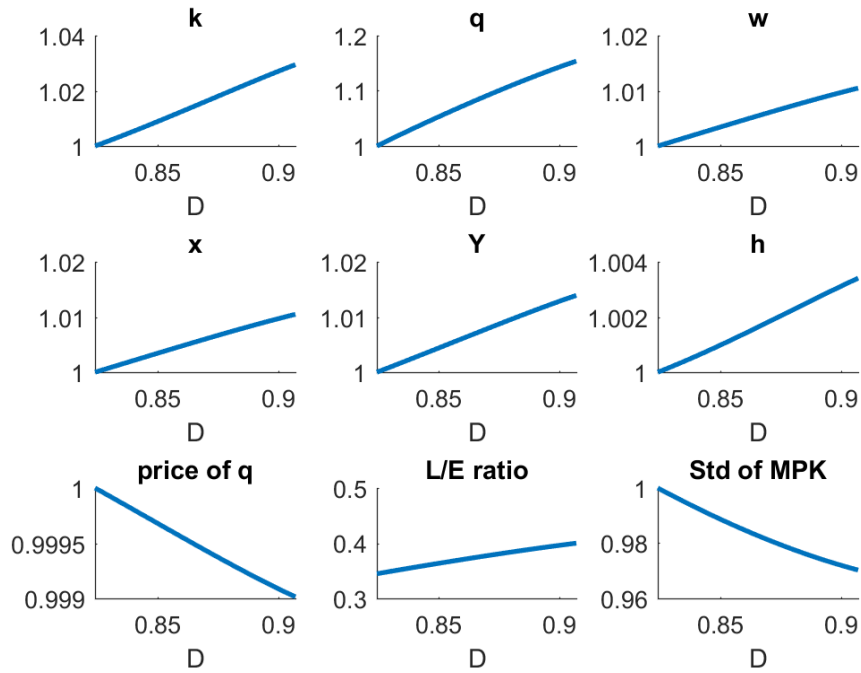 k q w
1.04 1.2 1.02
1.02 1.1 1.01
1 1 1
0.85 0.9 0.85 0.9 0.85 0.9
D D D
x Y h
1.02 1.02 1.004
1.01 1.01 1.002
1 1 1
0.85 0.9 0.85 0.9 0.85 0.9
D D D
price of q L/E ratio Std of MPK
1 0.5 1
0.9995 0.4 0.98
0.999 0.3 0.96
0.85 0.9 0.85 0.9 0.85 0.9
D D D